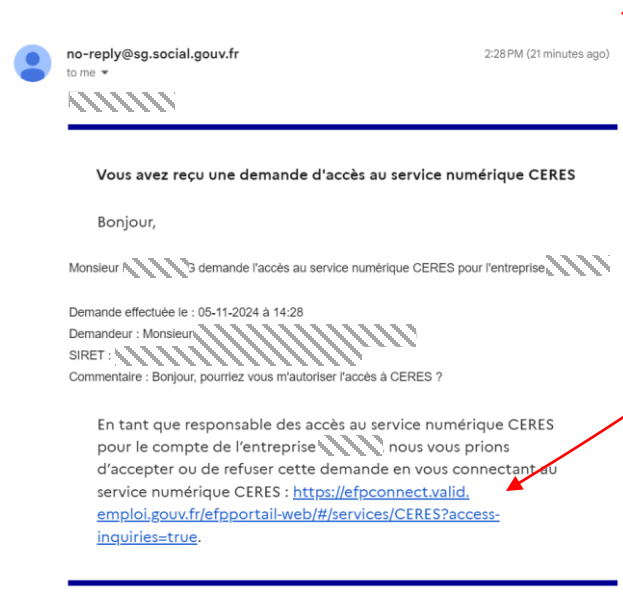 no-reply@sg.social.gouv.fr
2:28 PM (21 minutes ago)
to me
Vous avez reçu une demande d'accès au service numérique CERES
Bonjour,
Monsieur G demande l'accès au service numérique CERES pour l'entreprise
Demande effectuée le : 05-11-2024 à 14:28
Demandeur : Monsieur
SIRET :
Commentaire : Bonjour, pourriez vous m'autoriser l'accès à CERES ?
En tant que responsable des accès au service numérique CERES
pour le compte de l'entreprise nous vous prions
d'accepter ou de refuser cette demande en vous connectant au
service numérique CERES : https://efpconnect.valid.
emploi.gouv.fr/efpportail-web/#/services/CERES?access-
inquiries=true.